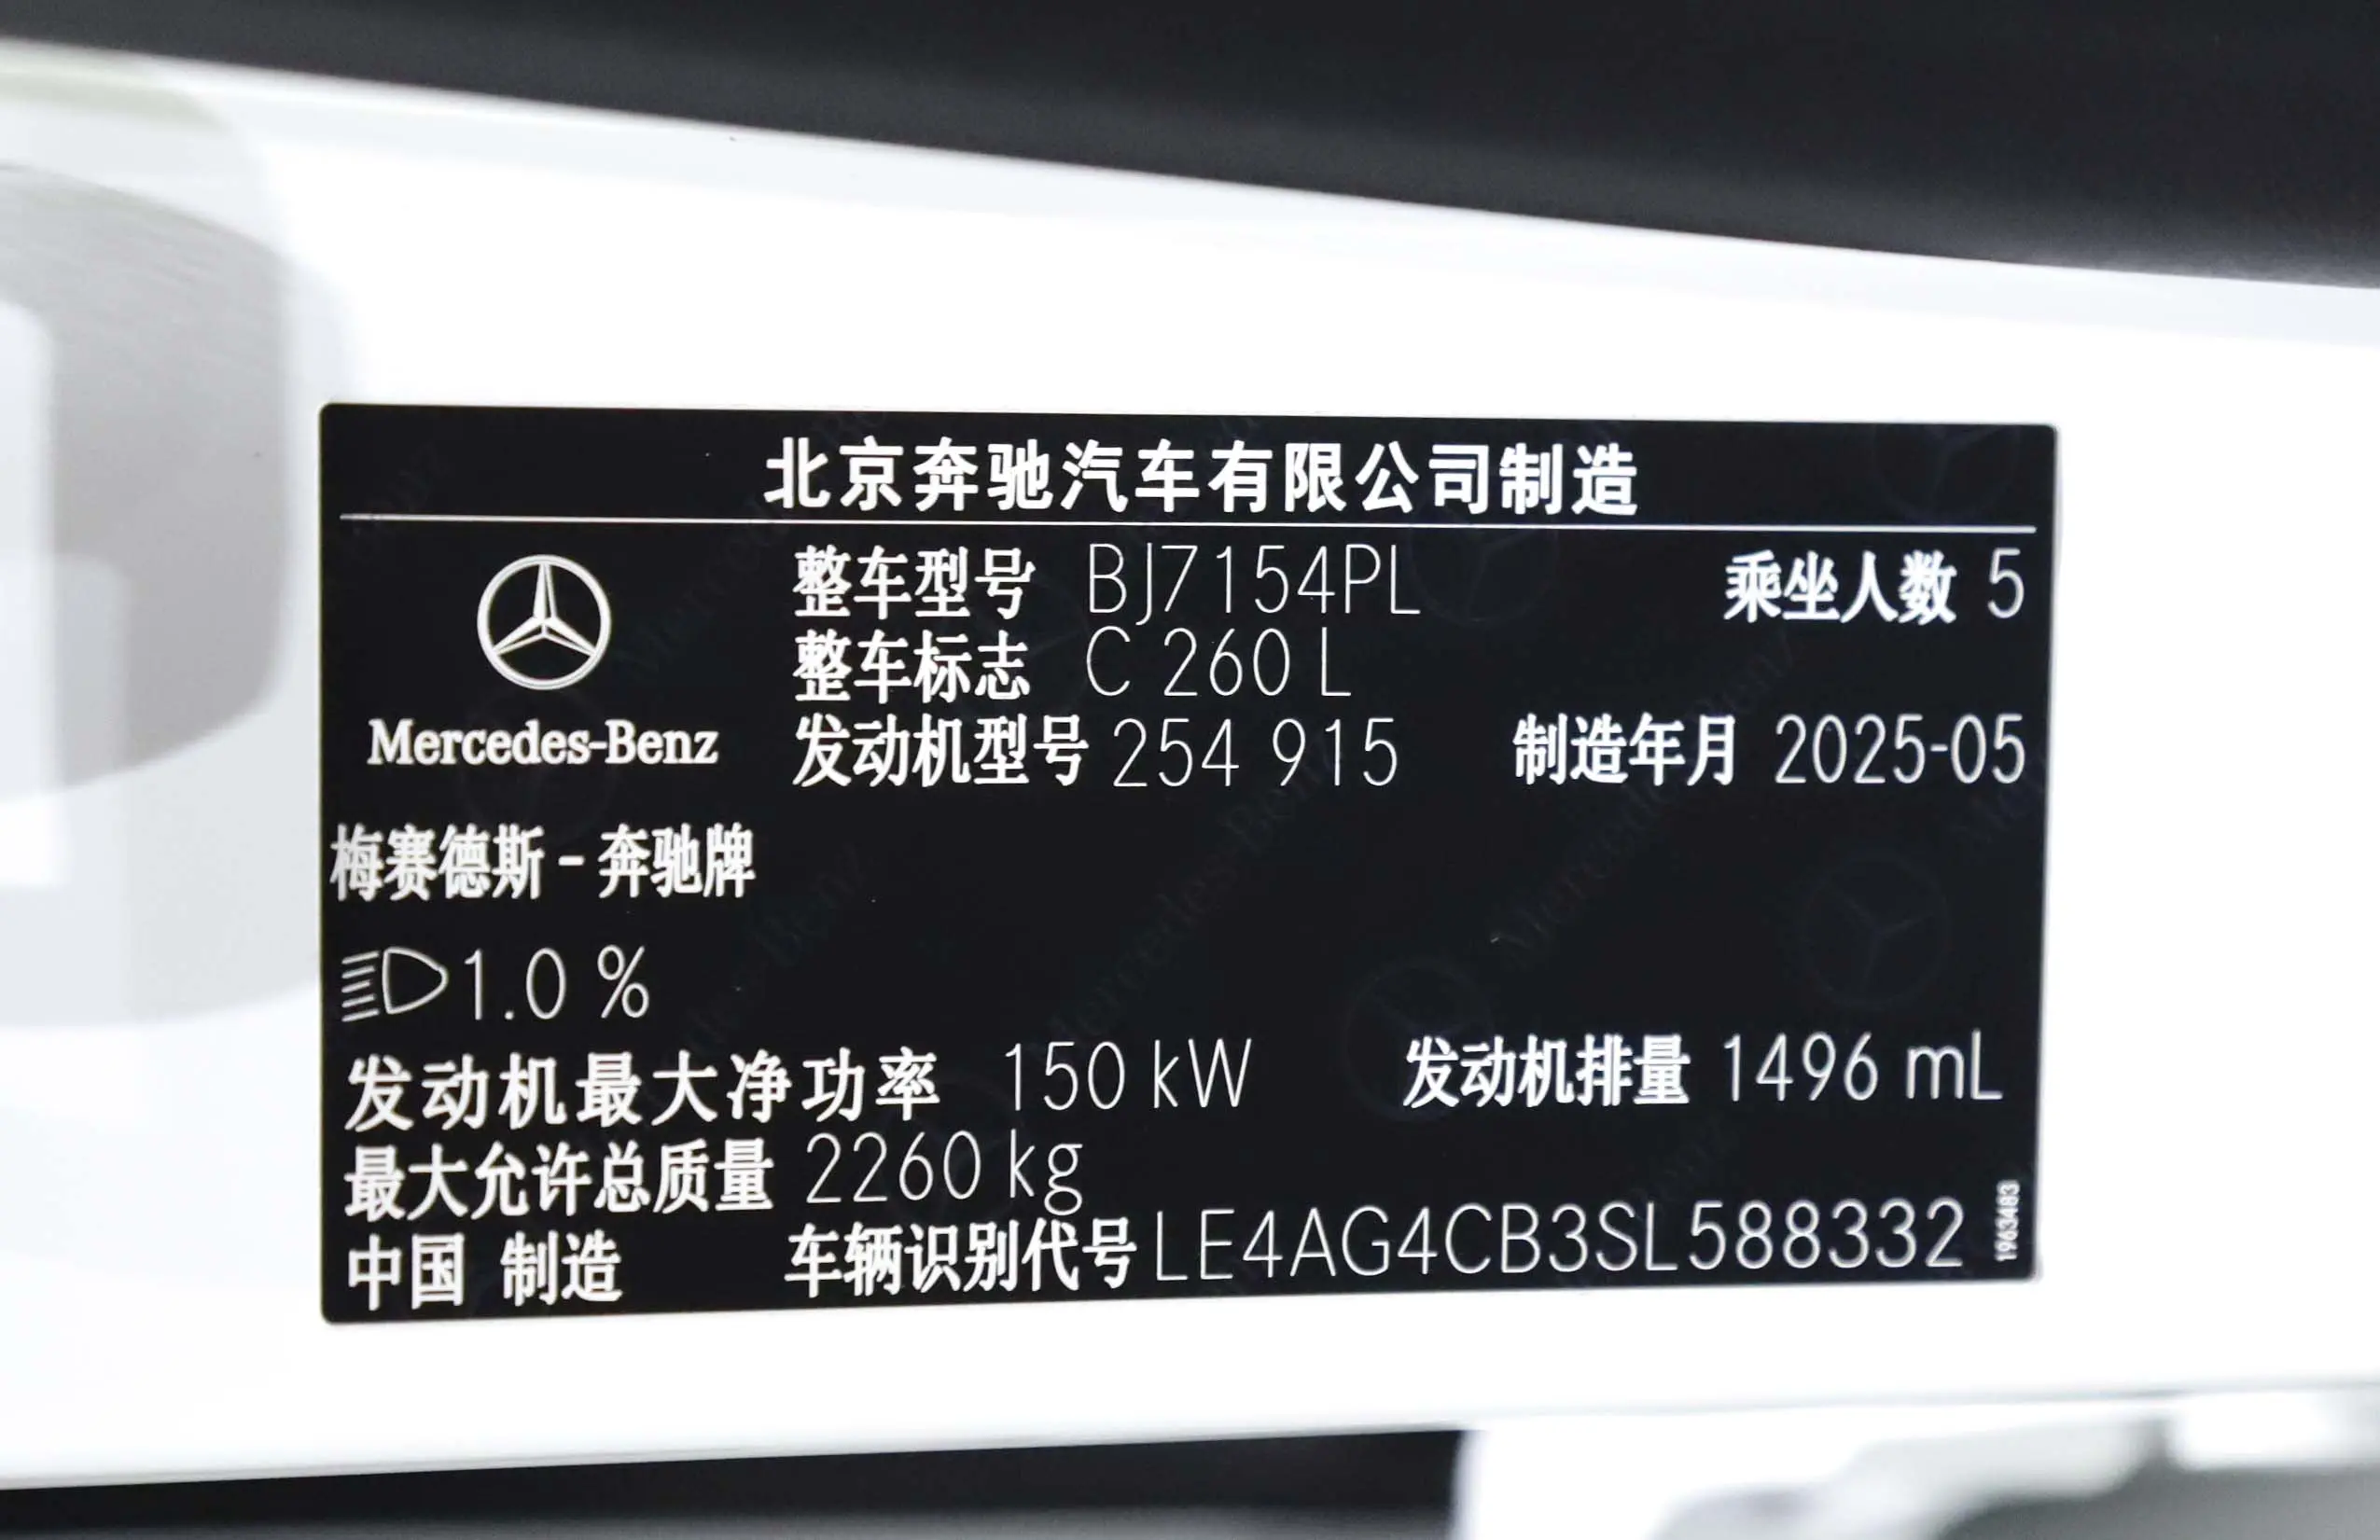 北京奔驰汽车有限公司制造
整车型号 BJ7154PL 乘坐人数 5
整车标志 C 260 L
Mercedes-Benz 发动机型号 254 915 制造年月 2025-05
梅赛德斯-奔驰牌
1.0 %
发动机最大净功率 150 kW 发动机排量 1496 mL
最大允许总质量 2260 kg
中国 制造 车辆识别代号 LE4AG4CB3SL588332
1963483